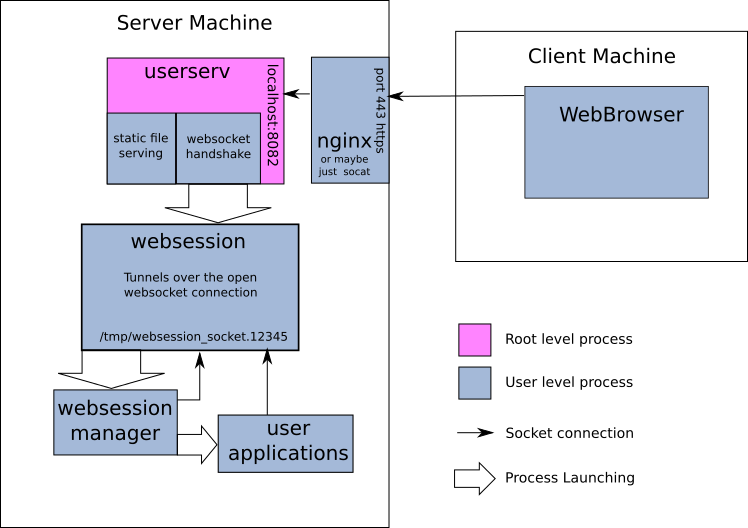 Server Machine
userserv
localhost:8082
static file
serving
websocket
handshake
port 443 https
nginx
or maybe
just socat
Client Machine
WebBrowser
websession
Tunnels over the open
websocket connection
/tmp/websession_socket.12345
websession
manager
user
applications
Root level process
User level process
Socket connection
Process Launching